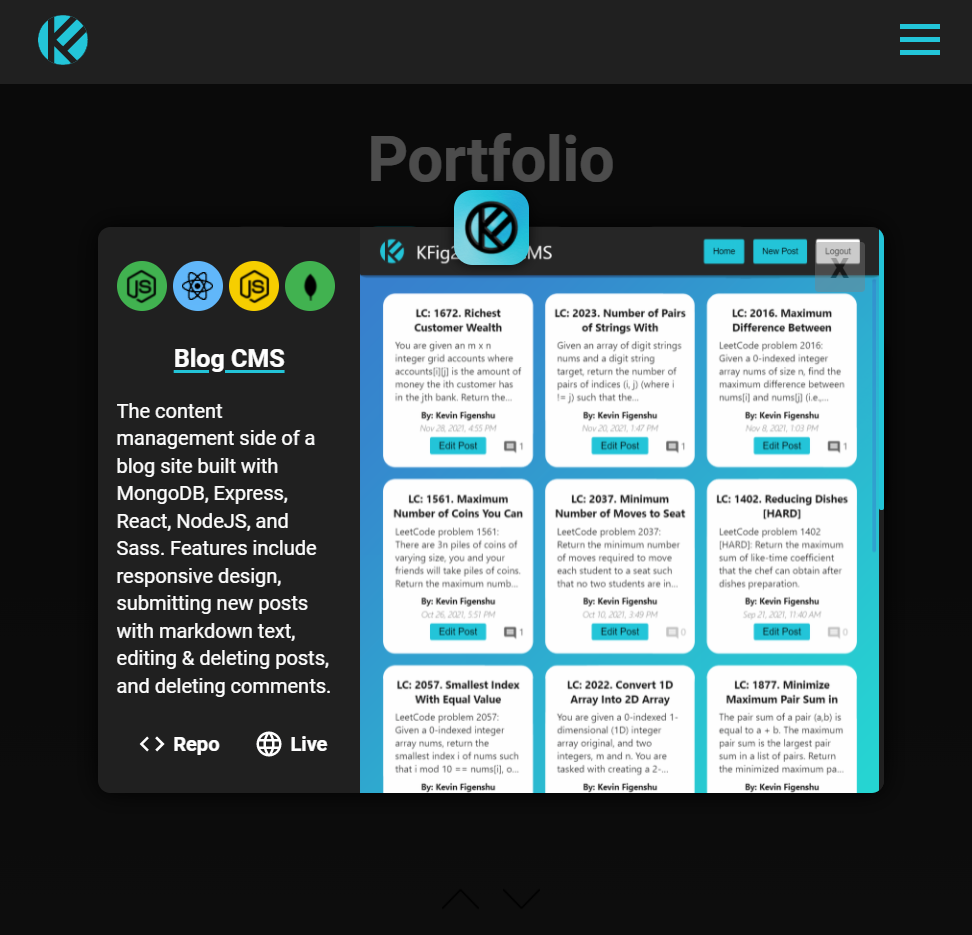 Portfolio
KFig2
MS
Home
New Post
Logout
X
JS
JS
Blog CMS
The content
management side of a
blog site built with
MongoDB, Express,
React, NodeJS, and
Sass. Features include
responsive design,
submitting new posts
with markdown text,
editing & deleting posts,
and deleting comments.
Repo
Live
LC: 1672. Richest
Customer Wealth
You are given an m x n
integer grid accounts where
accounts[i][j] is the amount of
money the ith customer has
in the jth bank. Return the...
By: Kevin Figenshu
Nov 28, 2021, 4:55 PM
Edit Post
1
LC: 2023. Number of Pairs
of Strings With
Given an array of digit strings
nums and a digit string
target, return the number of
pairs of indices (i, j) (where i
!= j) such that the...
By: Kevin Figenshu
Nov 20, 2021, 1:47 PM
Edit Post
1
LC: 2016. Maximum
Difference Between
LeetCode problem 2016:
Given a 0-indexed integer
array nums of size n, find the
maximum difference between
nums[i] and nums[j] (i.e.,...
By: Kevin Figenshu
Nov 8, 2021, 1:03 PM
Edit Post
1
LC: 1561. Maximum
Number of Coins You Can
LeetCode problem 1561:
There are 3n piles of coins of
varying size, you and your
friends will take piles of coins.
Return the maximum numb...
By: Kevin Figenshu
Oct 26, 2021, 5:51 PM
Edit Post
1
LC: 2037. Minimum
Number of Moves to Seat
LeetCode problem 2037:
Return the minimum number
of moves required to move
each student to a seat such
that no two students are in...
By: Kevin Figenshu
Oct 10, 2021, 3:49 PM
Edit Post
0
LC: 1402. Reducing Dishes
[HARD]
LeetCode problem 1402
[HARD]: Return the maximum
sum of like-time coefficient
that the chef can obtain after
dishes preparation.
By: Kevin Figenshu
Sep 21, 2021, 11:40 AM
Edit Post
0
LC: 2057. Smallest Index
With Equal Value
LeetCode problem 2057:
Given a 0-indexed integer
array nums, return the
smallest index i of nums such
that i mod 10 == nums[i], o...
By: Kevin Figenshu
LC: 2022. Convert 1D
Array Into 2D Array
You are given a 0-indexed 1-
dimensional (1D) integer
array original, and two
integers, m and n. You are
tasked with creating a 2-...
By: Kevin Figenshu
LC: 1877. Minimize
Maximum Pair Sum in
The pair sum of a pair (a,b) is
equal to a + b. The maximum
pair sum is the largest pair
sum in a list of pairs. Return
the minimized maximum pa...
By: Kevin Figenshu